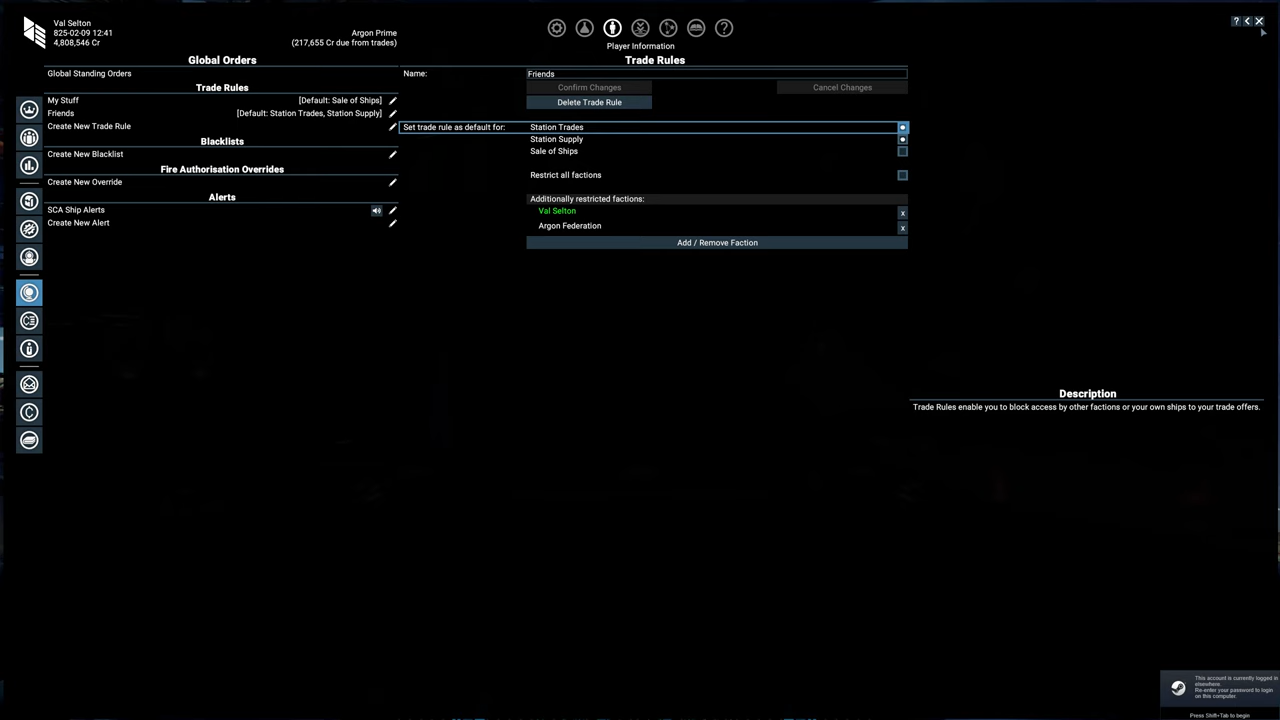 Val Selton
825-02-09 12:41
4,808,546 Cr
Argon Prime
(217,655 Cr due from trades)
Player Information
Global Orders
Global Standing Orders
Trade Rules
My Stuff [Default: Sale of Ships]
Friends [Default: Station Trades, Station Supply]
Create New Trade Rule
Blacklists
Create New Blacklist
Fire Authorisation Overrides
Create New Override
Alerts
SCA Ship Alerts
Create New Alert
Trade Rules
Name: Friends
Confirm Changes Cancel Changes
Delete Trade Rule
Set trade rule as default for: Station Trades
Station Supply
Sale of Ships
Restrict all factions
Additionally restricted factions:
Val Selton x
Argon Federation x
Add / Remove Faction
Description
Trade Rules enable you to block access by other factions or your own ships to your trade offers.
This account is currently logged in
elsewhere.
Re-enter your password to login
on this computer.
Press Shift+Tab to begin